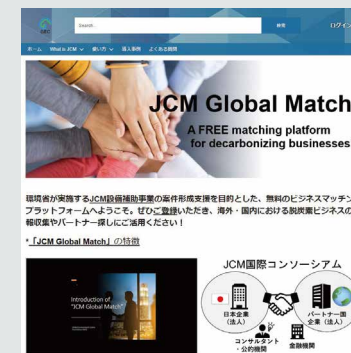 GEC
Search...
検索
ログイン
ホーム What is JCM 使い方 導入事例 よくある質問
JCM Global Match
A FREE matching platform
for decarbonizing businesses
環境省が実施するJCM設備補助事業の案件形成支援を目的とした、無料のビジネスマッチン
プラットフォームへようこそ。ぜひご登録いただき、海外・国内における脱炭素ビジネスの
報収集やパートナー探しにご活用ください！
*「JCM Global Match」の特徴
JCM国際コンソーシアム
Introduction of
"JCM Global Match"
日本企業
（法人）
パートナー国
企業（法人）
コンサルタント
・公的機関
金融機関